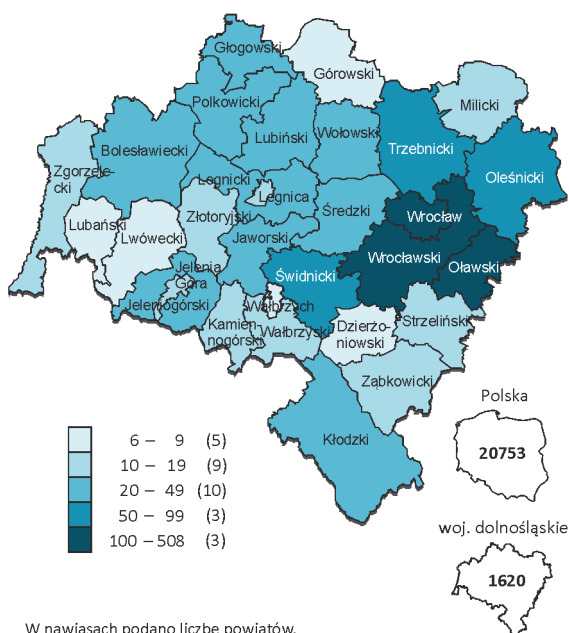 Głogowski
Górowski
Milicki
Polkowicki
Lubiński
Wołowski
Trzebnicki
Bolesławiecki
Oleśnicki
Zgorzele-
cki
Legnicki
Legnica
Złotoryjski
Średzki
Wrocław
Lubański
Lwówecki
Jaworski
Wrocławski
Oławski
Jelenia
Góra
Świdnicki
Jeleniogórski
Wałbrzych
Strzeliński
Kamien-
nogórski
Wałbrzyski
Dzierżo-
niowski
Ząbkowicki
Kłodzki
Polska
20753
6 – 9 (5)
10 – 19 (9)
20 – 49 (10)
50 – 99 (3)
100 – 508 (3)
woj. dolnośląskie
1620
W nawiasach podano liczbę powiatów.